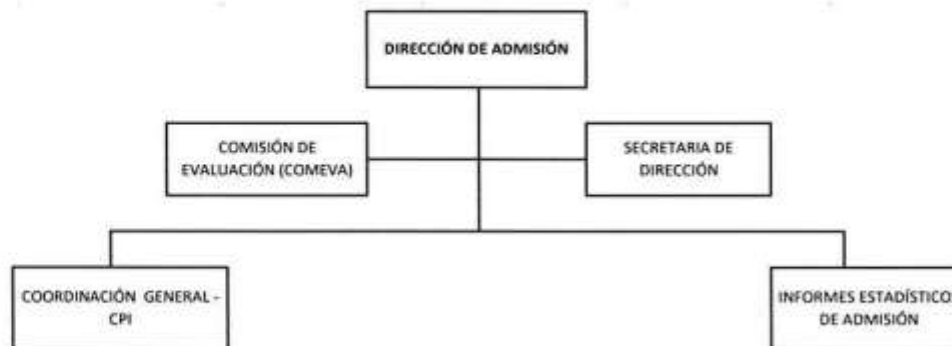 DIRECCIÓN DE ADMISIÓN
COMISIÓN DE
EVALUACIÓN (COMEVA)
SECRETARIA DE
DIRECCIÓN
COORDINACIÓN GENERAL -
CPI
INFORMES ESTADÍSTICO
DE ADMISIÓN